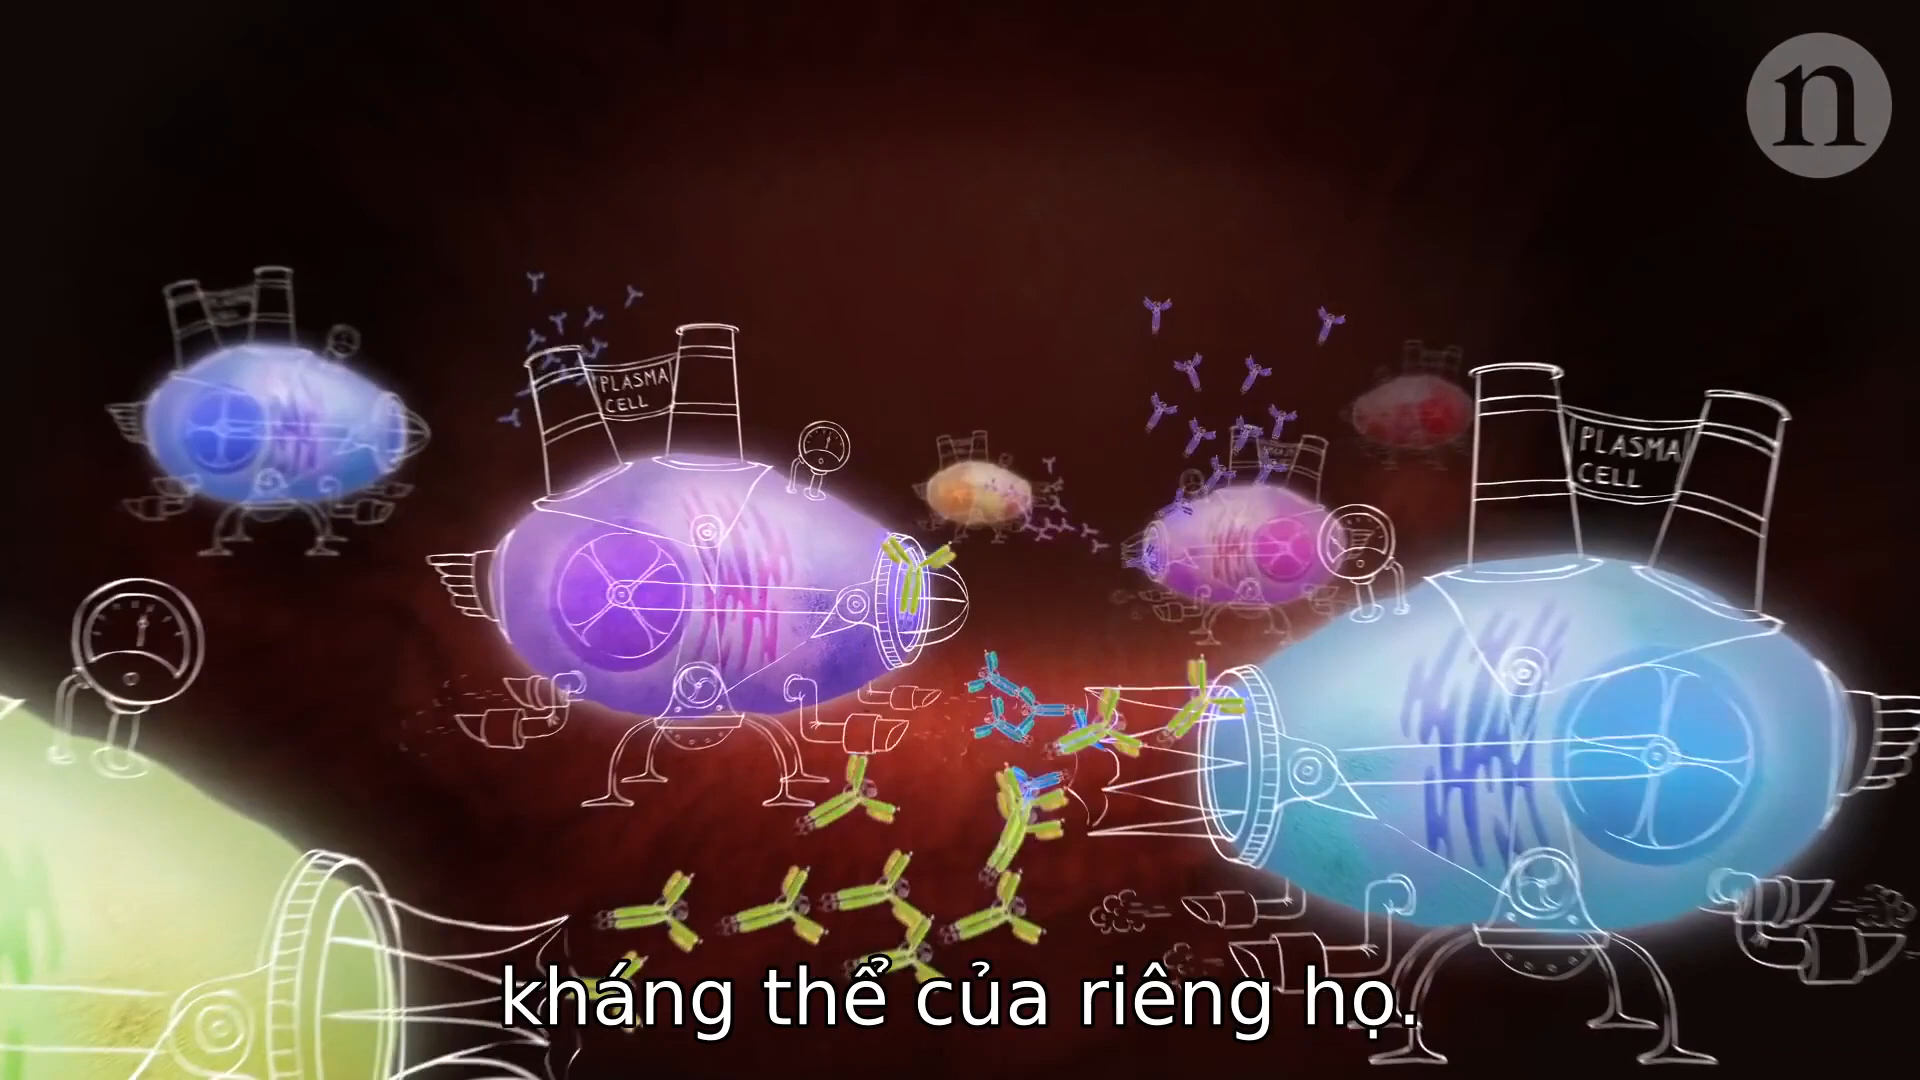 n
PLASMA
CELL
PLASMA
CELL
kháng thể của riêng họ.